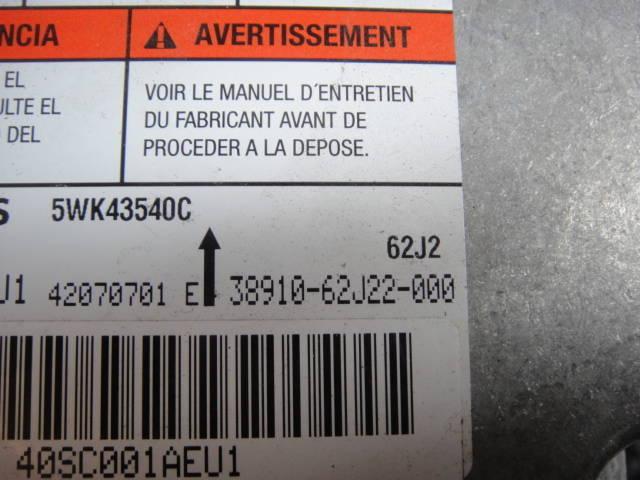 NCIA
AVERTISSEMENT
EL
ULTE EL
DEL
VOIR LE MANUEL D'ENTRETIEN
DU FABRICANT AVANT DE
PROCEDER A LA DEPOSE.
S 5WK43540C
62J2
U1 42070701 E 38910-62J22-000
40SC001AEU1